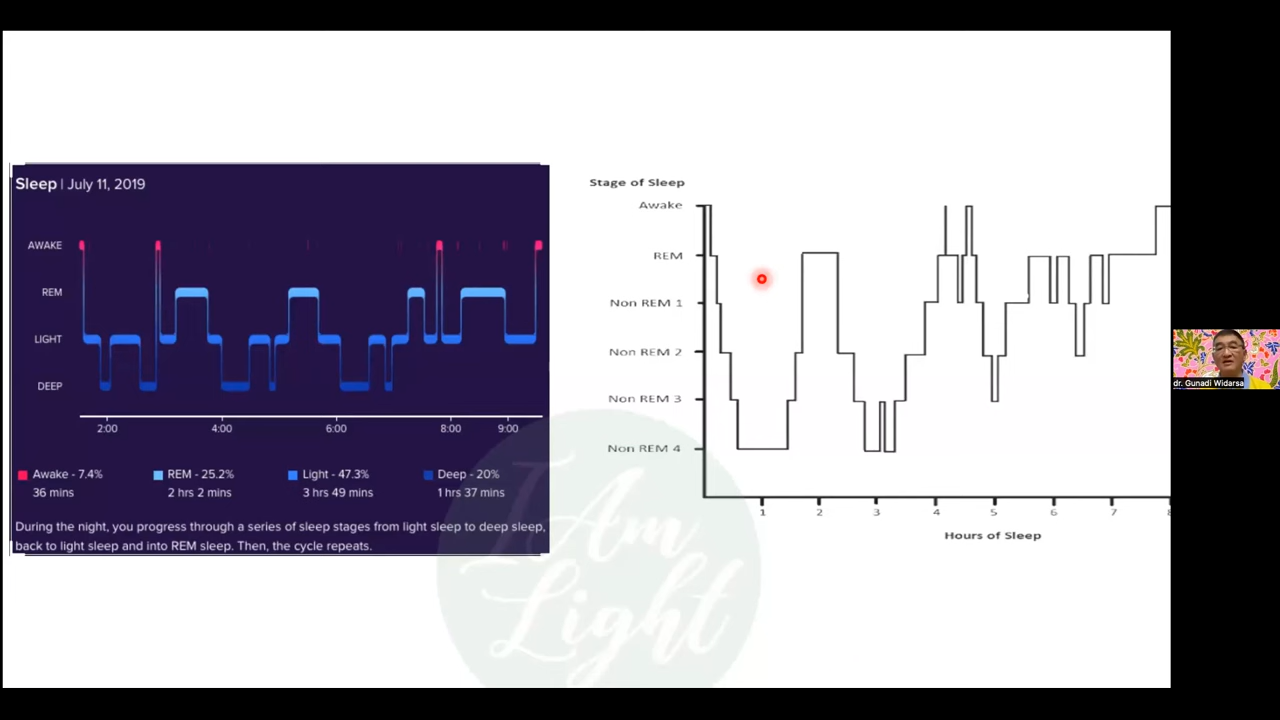 Sleep | July 11, 2019
AWAKE
REM
LIGHT
DEEP
2:00 4:00 6:00 8:00 9:00
Awake - 7.4% REM - 25.2% Light - 47.3% Deep - 20%
36 mins 2 hrs 2 mins 3 hrs 49 mins 1 hrs 37 mins
During the night, you progress through a series of sleep stages from light sleep to deep sleep,
back to light sleep and into REM sleep. Then, the cycle repeats.
Stage of Sleep
Awake
REM
Non REM 1
Non REM 2
Non REM 3
Non REM 4
1 2 3 4 5 6 7 8
Hours of Sleep
I Am
Light
dr. Gunadi Widarsa